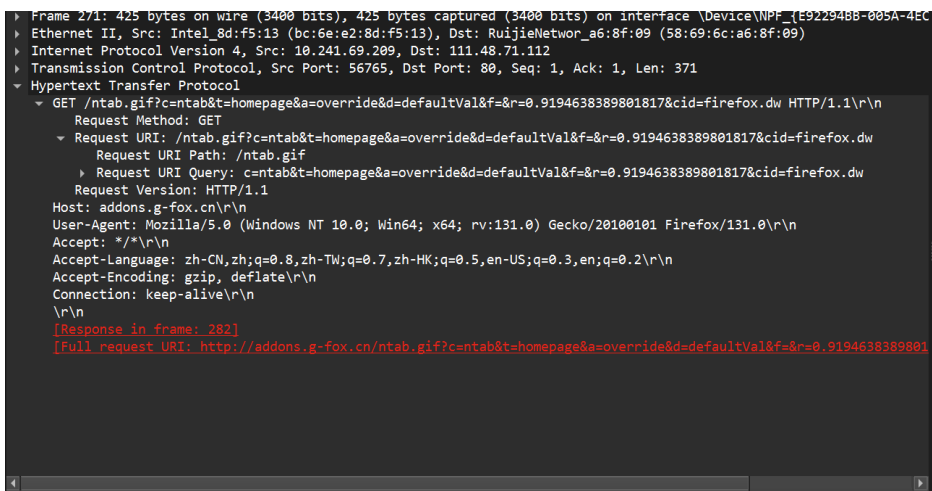 Frame 271: 425 bytes on wire (3400 bits), 425 bytes captured (3400 bits) on interface \Device\NPF_{E92294BB-005A-4EC
Ethernet II, Src: Intel_8d:f5:13 (bc:6e:e2:8d:f5:13), Dst: RuijieNetwor_a6:8f:09 (58:69:6c:a6:8f:09)
Internet Protocol Version 4, Src: 10.241.69.209, Dst: 111.48.71.112
Transmission Control Protocol, Src Port: 56765, Dst Port: 80, Seq: 1, Ack: 1, Len: 371
Hypertext Transfer Protocol
GET /ntab.gif?c=ntab&t=homepage&a=override&d=defaultVal&f=&r=0.9194638389801817&cid=firefox.dw HTTP/1.1\r\n
Request Method: GET
Request URI: /ntab.gif?c=ntab&t=homepage&a=override&d=defaultVal&f=&r=0.9194638389801817&cid=firefox.dw
Request URI Path: /ntab.gif
Request URI Query: c=ntab&t=homepage&a=override&d=defaultVal&f=&r=0.9194638389801817&cid=firefox.dw
Request Version: HTTP/1.1
Host: addons.g-fox.cn\r\n
User-Agent: Mozilla/5.0 (Windows NT 10.0; Win64; x64; rv:131.0) Gecko/20100101 Firefox/131.0\r\n
Accept: */*\r\n
Accept-Language: zh-CN,zh;q=0.8,zh-TW;q=0.7,zh-HK;q=0.5,en-US;q=0.3,en;q=0.2\r\n
Accept-Encoding: gzip, deflate\r\n
Connection: keep-alive\r\n
\r\n
[Response in frame: 282]
[Full request URI: http://addons.g-fox.cn/ntab.gif?c=ntab&t=homepage&a=override&d=defaultVal&f=&r=0.9194638389801